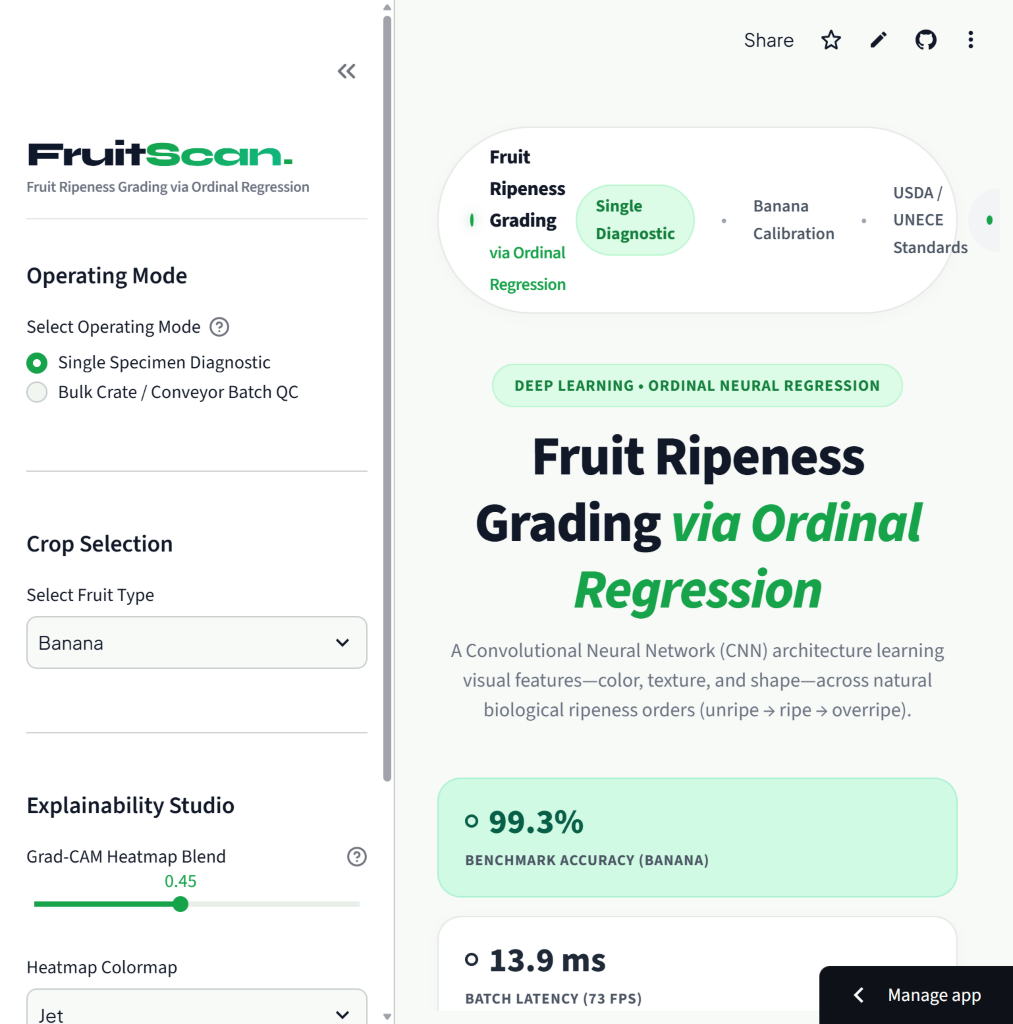 FruitScan.
Fruit Ripeness Grading via Ordinal Regression
Operating Mode
Select Operating Mode
Single Specimen Diagnostic
Bulk Crate / Conveyor Batch QC
Crop Selection
Select Fruit Type
Banana
Explainability Studio
Grad-CAM Heatmap Blend
0.45
Heatmap Colormap
Jet
Share
Fruit
Ripeness
Grading
via Ordinal
Regression
Single
Diagnostic
Banana
Calibration
USDA /
UNECE
Standards
DEEP LEARNING • ORDINAL NEURAL REGRESSION
Fruit Ripeness
Grading via Ordinal
Regression
A Convolutional Neural Network (CNN) architecture learning
visual features—color, texture, and shape—across natural
biological ripeness orders (unripe → ripe → overripe).
99.3%
BENCHMARK ACCURACY (BANANA)
13.9 ms
BATCH LATENCY (73 FPS)
Manage app